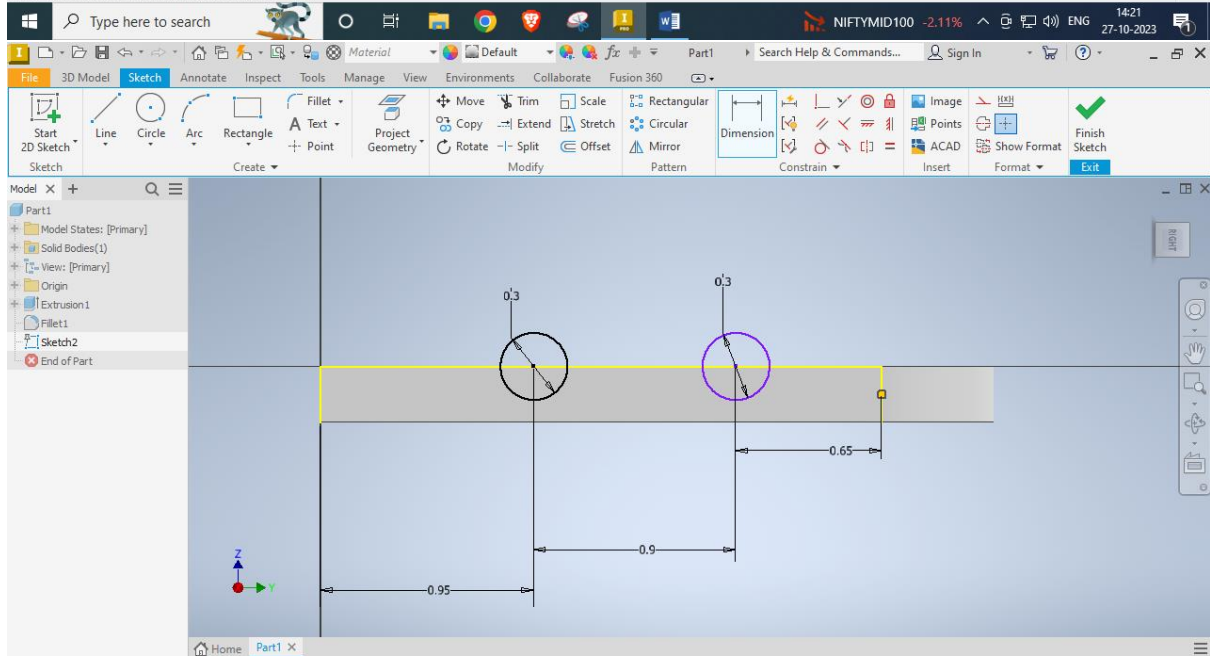 Type here to search
NIFTYMID100 -2.11%
ENG
14:21
27-10-2023
1
I
PRO
Material
Default
fx
Part1
Search Help & Commands...
Sign In
File
3D Model
Sketch
Annotate
Inspect
Tools
Manage
View
Environments
Collaborate
Fusion 360
Start
2D Sketch
Line
Circle
Arc
Rectangle
Fillet
A Text
Point
Project
Geometry
Move
Trim
Scale
Copy
Extend
Stretch
Rotate
Split
Offset
Rectangular
Circular
Mirror
Dimension
Image
Points
ACAD
Show Format
Finish
Sketch
Sketch
Create
Modify
Pattern
Constrain
Insert
Format
Exit
Model
Part1
Model States: [Primary]
Solid Bodies(1)
View: [Primary]
Origin
Extrusion1
Fillet1
Sketch2
End of Part
RIGHT
0.3
0.3
0.65
0.9
0.95
Z
Y
Home
Part1